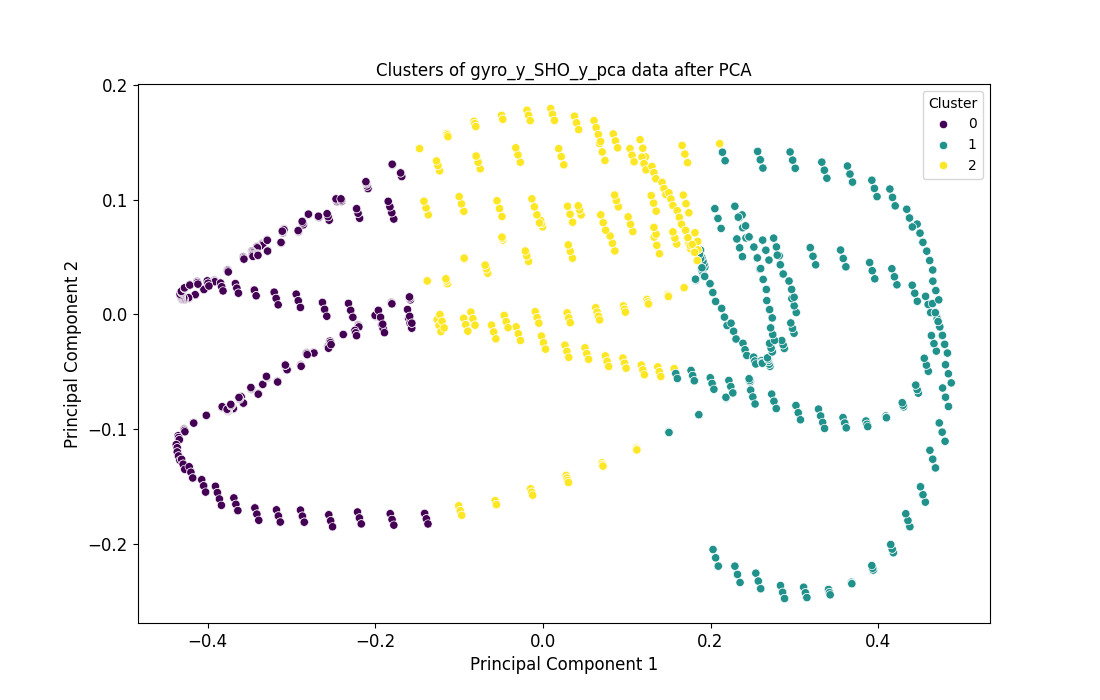 Clusters of gyro_y_SHO_y_pca data after PCA
Cluster
0
1
2
0.2
0.1
0.0
−0.1
−0.2
Principal Component 2
−0.4 −0.2 0.0 0.2 0.4
Principal Component 1